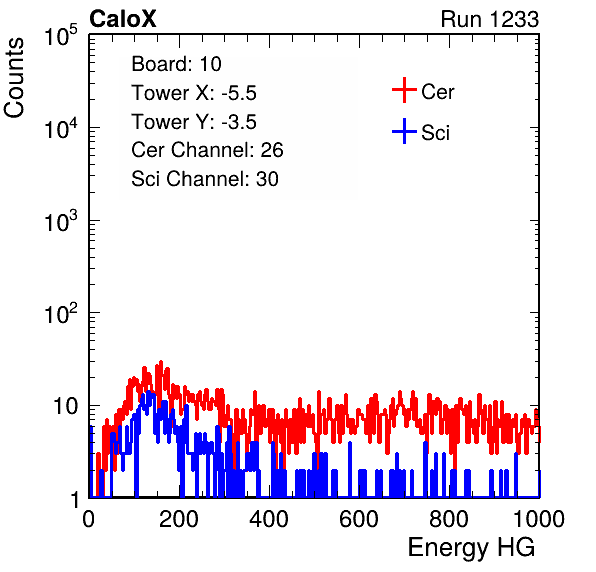 CaloX Run 1233
Counts
10^5
10^4
10^3
10^2
10
1
Board: 10
Tower X: -5.5
Tower Y: -3.5
Cer Channel: 26
Sci Channel: 30
Cer
Sci
0 200 400 600 800 1000
Energy HG